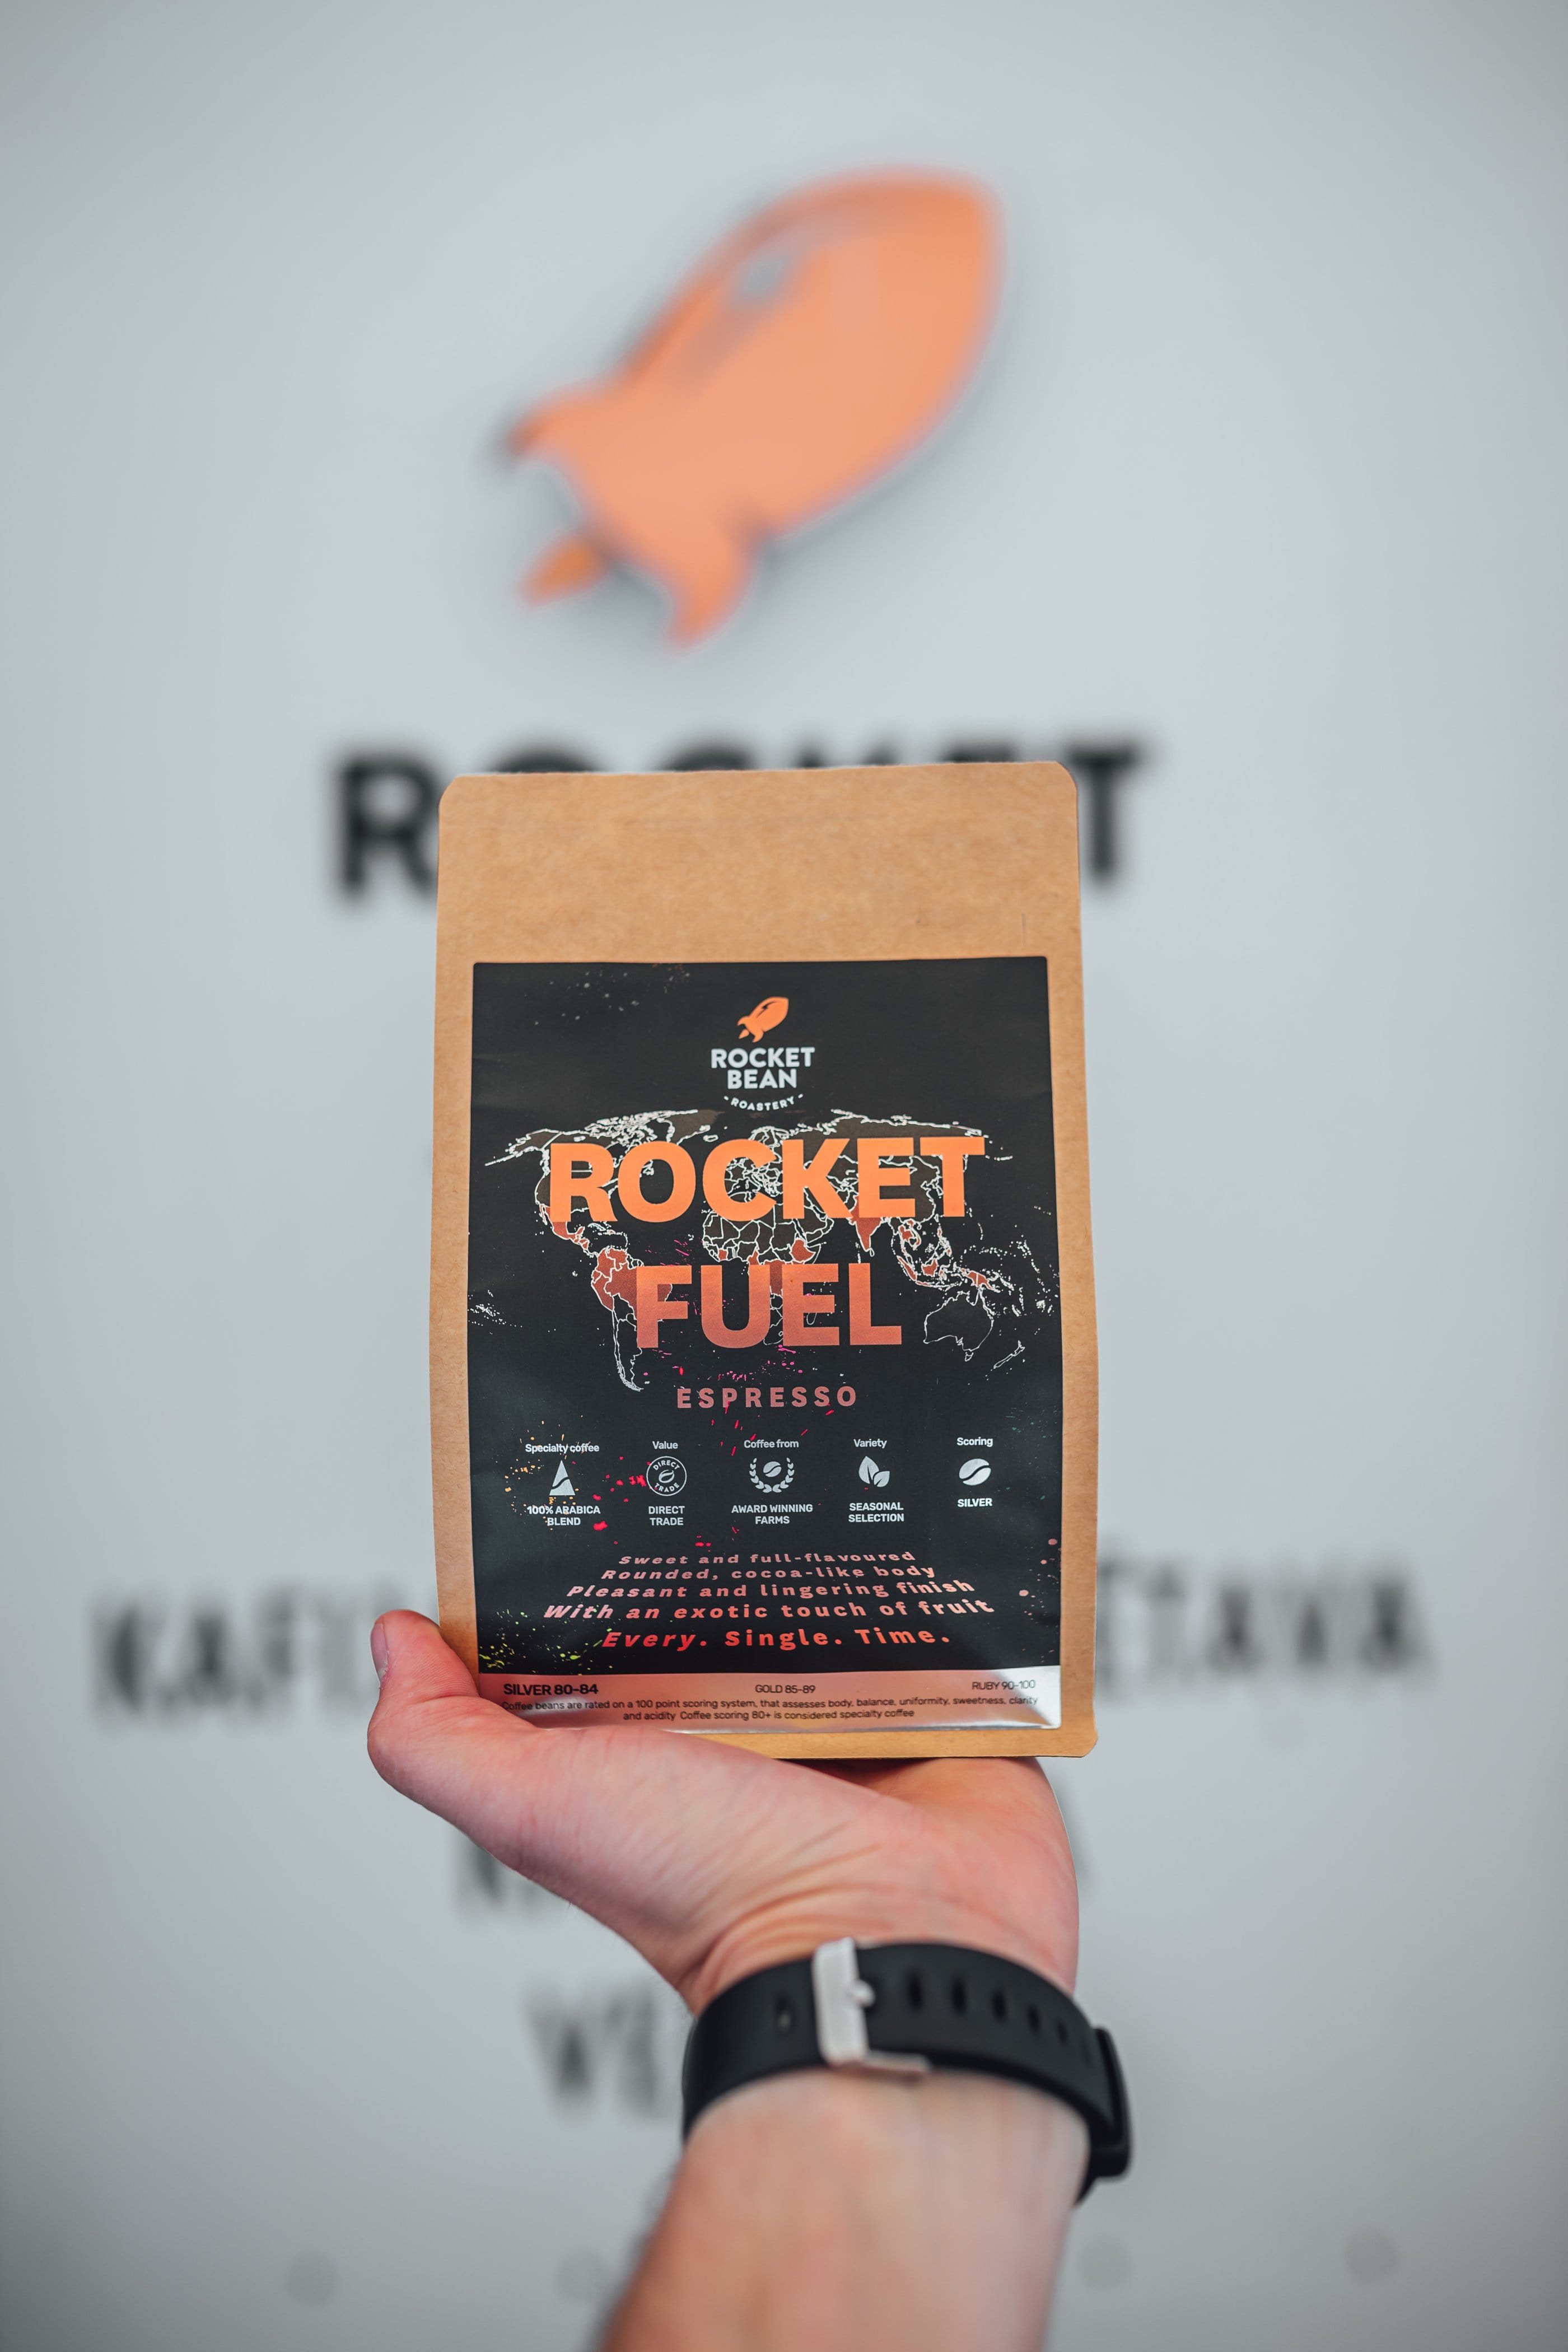 ROCKET
BEAN
ROASTERY
ROCKET
FUEL
ESPRESSO
Specialty coffee
100% ARABICA
BLEND
Value
DIRECT
TRADE
DIRECT
TRADE
Coffee from
AWARD WINNING
FARMS
Variety
SEASONAL
SELECTION
Scoring
SILVER
Sweet and full-flavoured
Rounded, cocoa-like body
Pleasant and lingering finish
With an exotic touch of fruit
Every. Single. Time.
SILVER 80-84 GOLD 85-89 RUBY 90-100
Coffee beans are rated on a 100 point scoring system, that assesses body, balance, uniformity, sweetness, clarity
and acidity Coffee scoring 80+ is considered specialty coffee